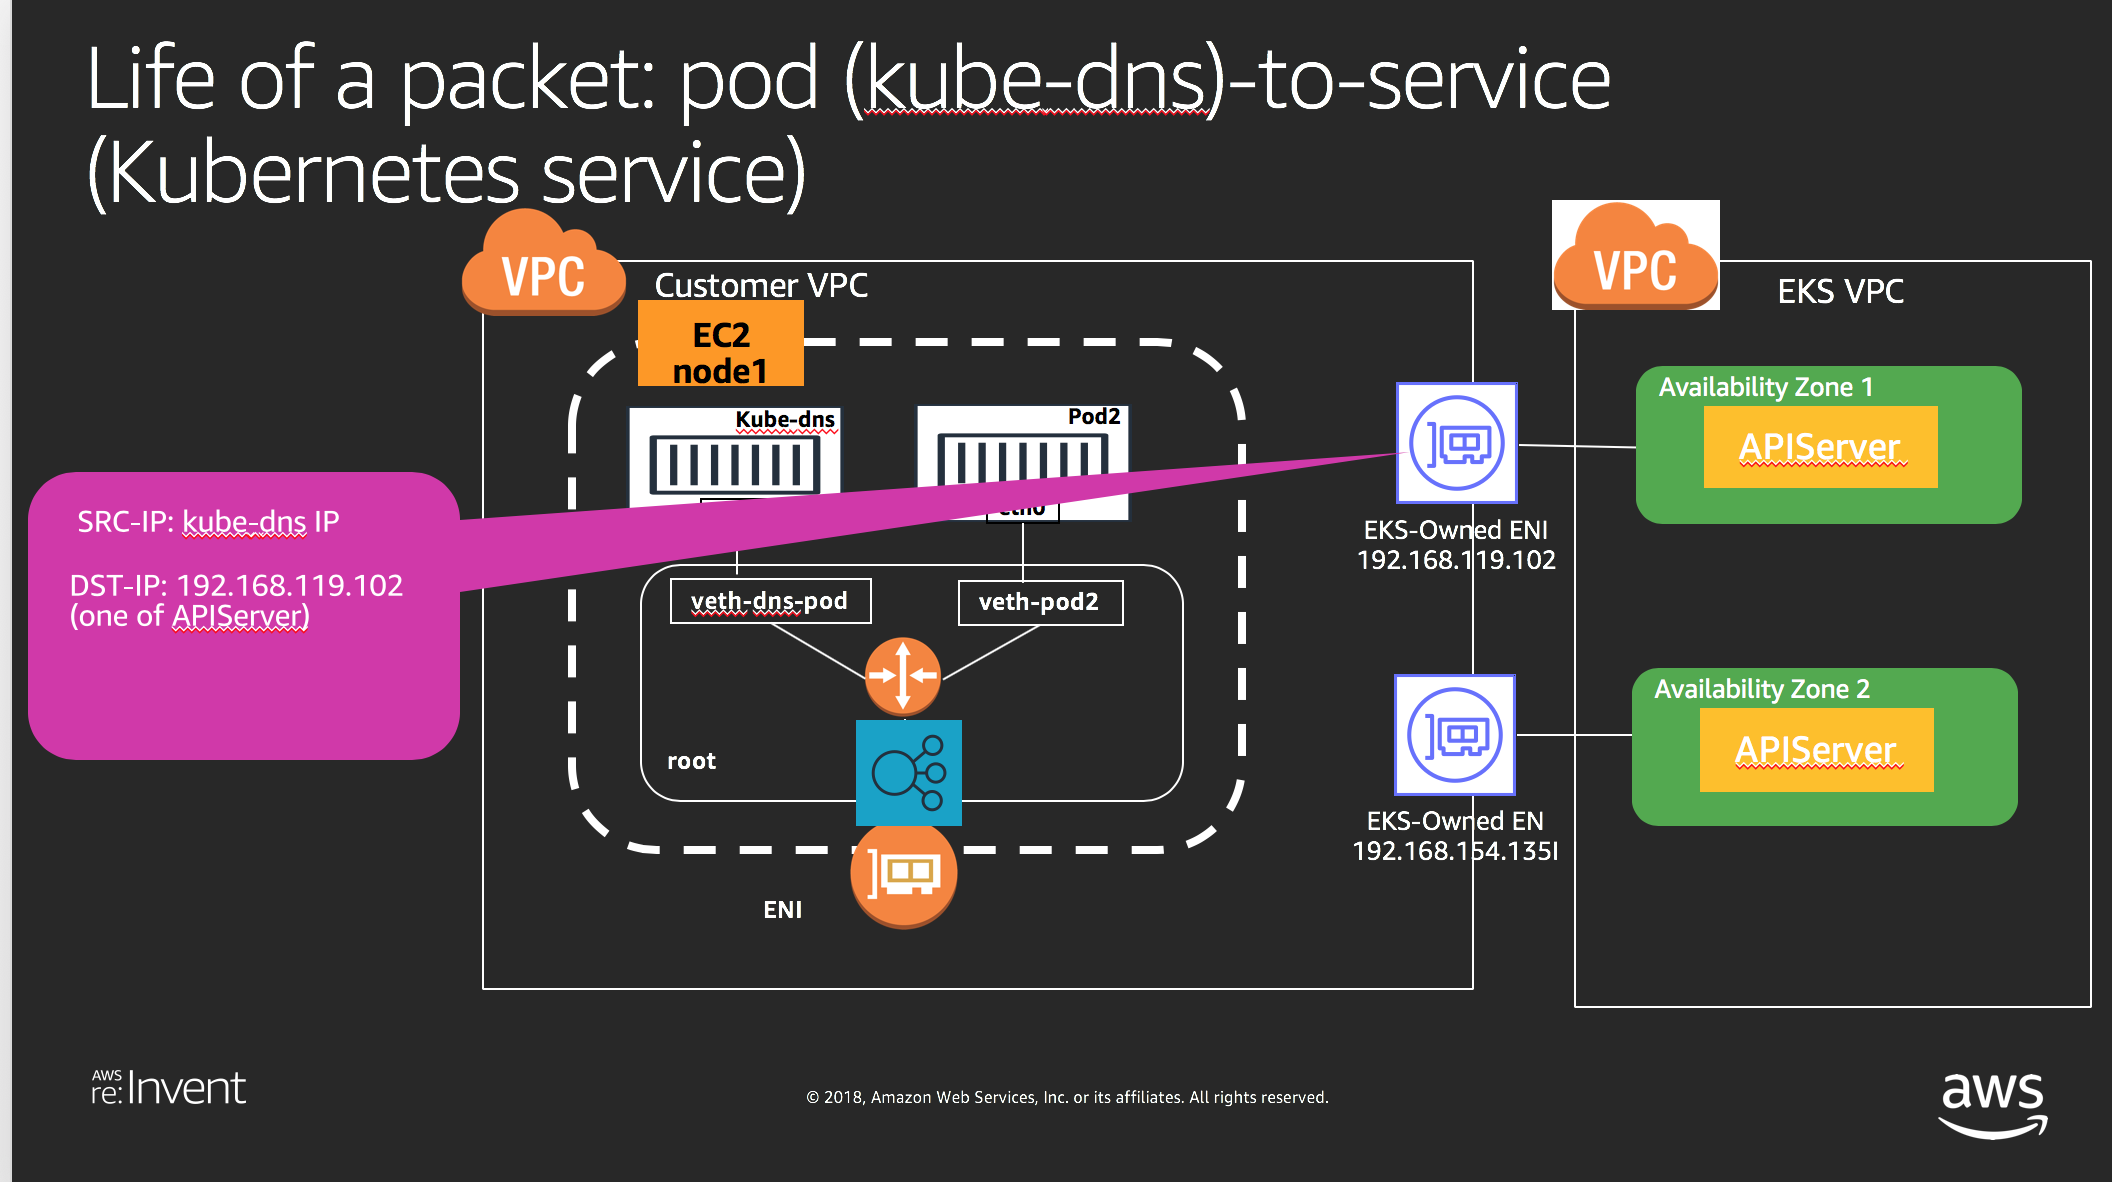 Life of a packet: pod (kube-dns)-to-service
(Kubernetes service)
VPC
Customer VPC
VPC
EKS VPC
EC2
node1
Kube-dns
Pod2
Availability Zone 1
APIServer
SRC-IP: kube-dns IP
DST-IP: 192.168.119.102
(one of APIServer)
EKS-Owned ENI
192.168.119.102
veth-dns-pod
veth-pod2
root
Availability Zone 2
APIServer
EKS-Owned EN
192.168.154.135I
ENI
AWS
re:Invent
© 2018, Amazon Web Services, Inc. or its affiliates. All rights reserved.
aws